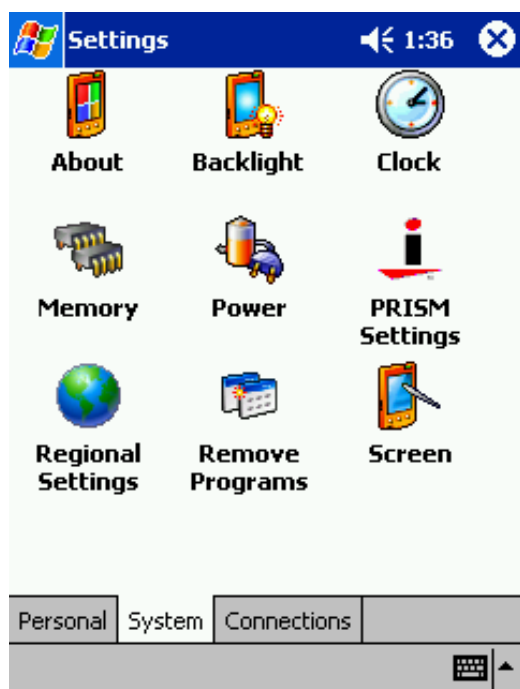 Settings 1:36
About Backlight Clock
Memory Power PRISM Settings
Regional Settings Remove Programs Screen
Personal System Connections